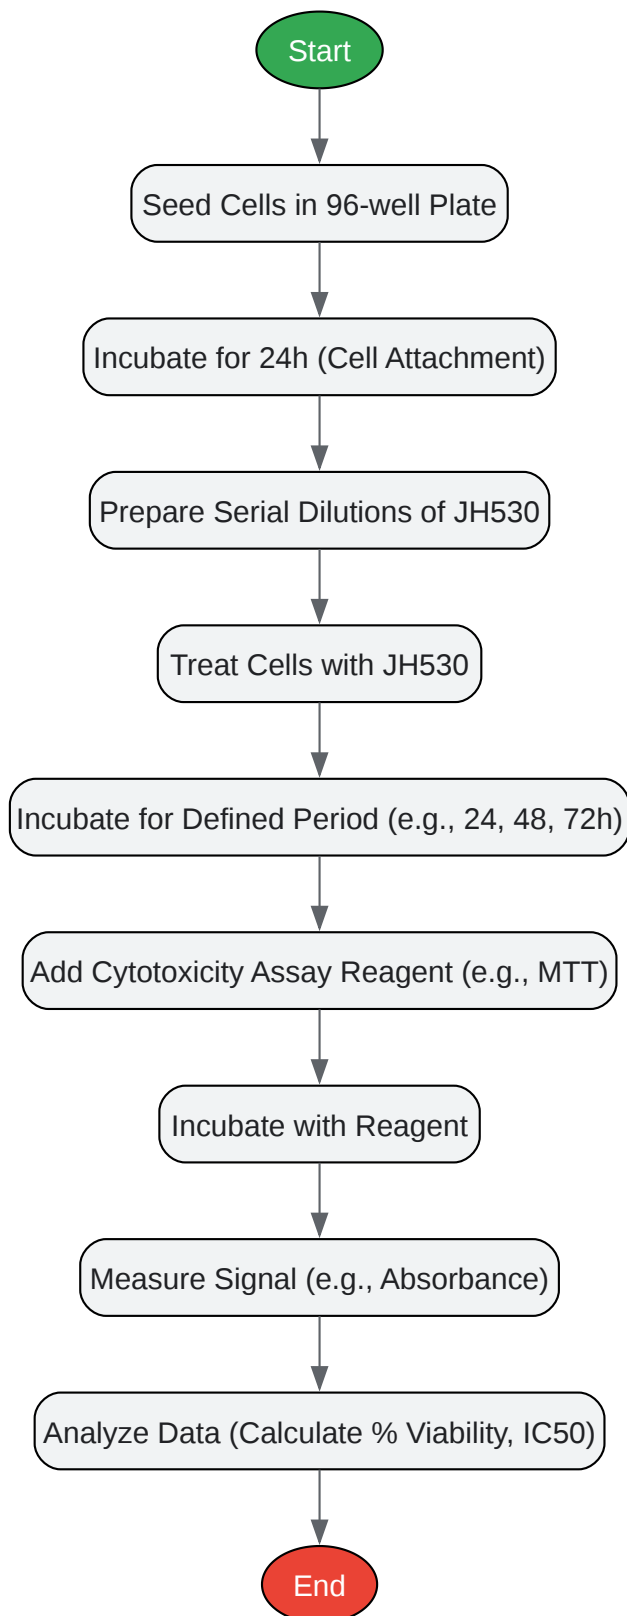 Start
Seed Cells in 96-well Plate
Incubate for 24h (Cell Attachment)
Prepare Serial Dilutions of JH530
Treat Cells with JH530
Incubate for Defined Period (e.g., 24, 48, 72h)
Add Cytotoxicity Assay Reagent (e.g., MTT)
Incubate with Reagent
Measure Signal (e.g., Absorbance)
Analyze Data (Calculate % Viability, IC50)
End